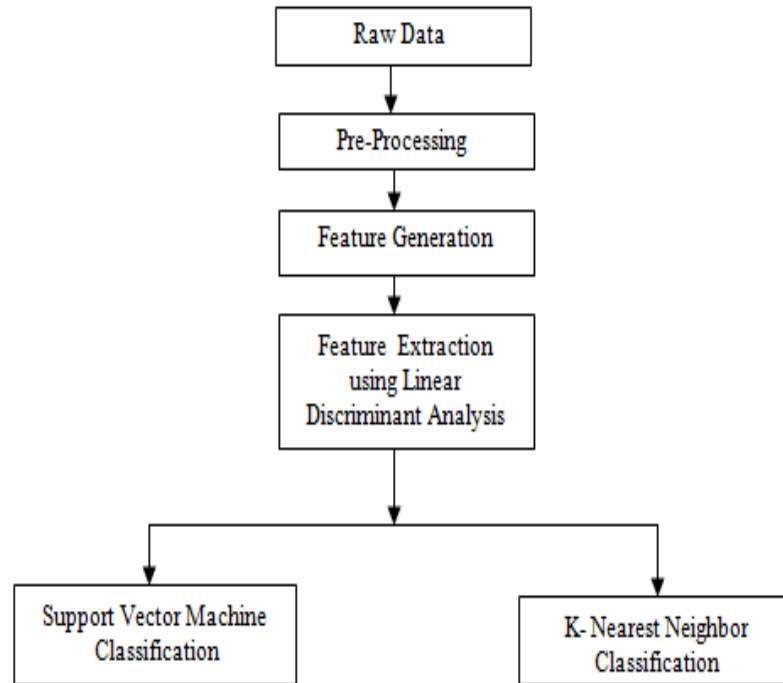 Raw Data
Pre-Processing
Feature Generation
Feature Extraction
using Linear
Discriminant Analysis
Support Vector Machine
Classification
K- Nearest Neighbor
Classification